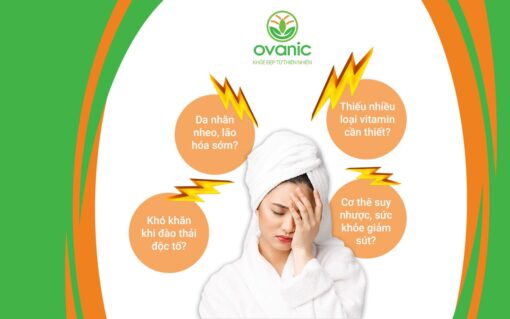 ovanic
KHỎE ĐẸP TỪ THIÊN NHIÊN
Da nhăn
nheo, lão
hóa sớm?
Thiếu nhiều
loại vitamin
cần thiết?
Khó khăn
khi đào thải
độc tố?
Cơ thê suy
nhược, sức
khỏe giảm
sút?